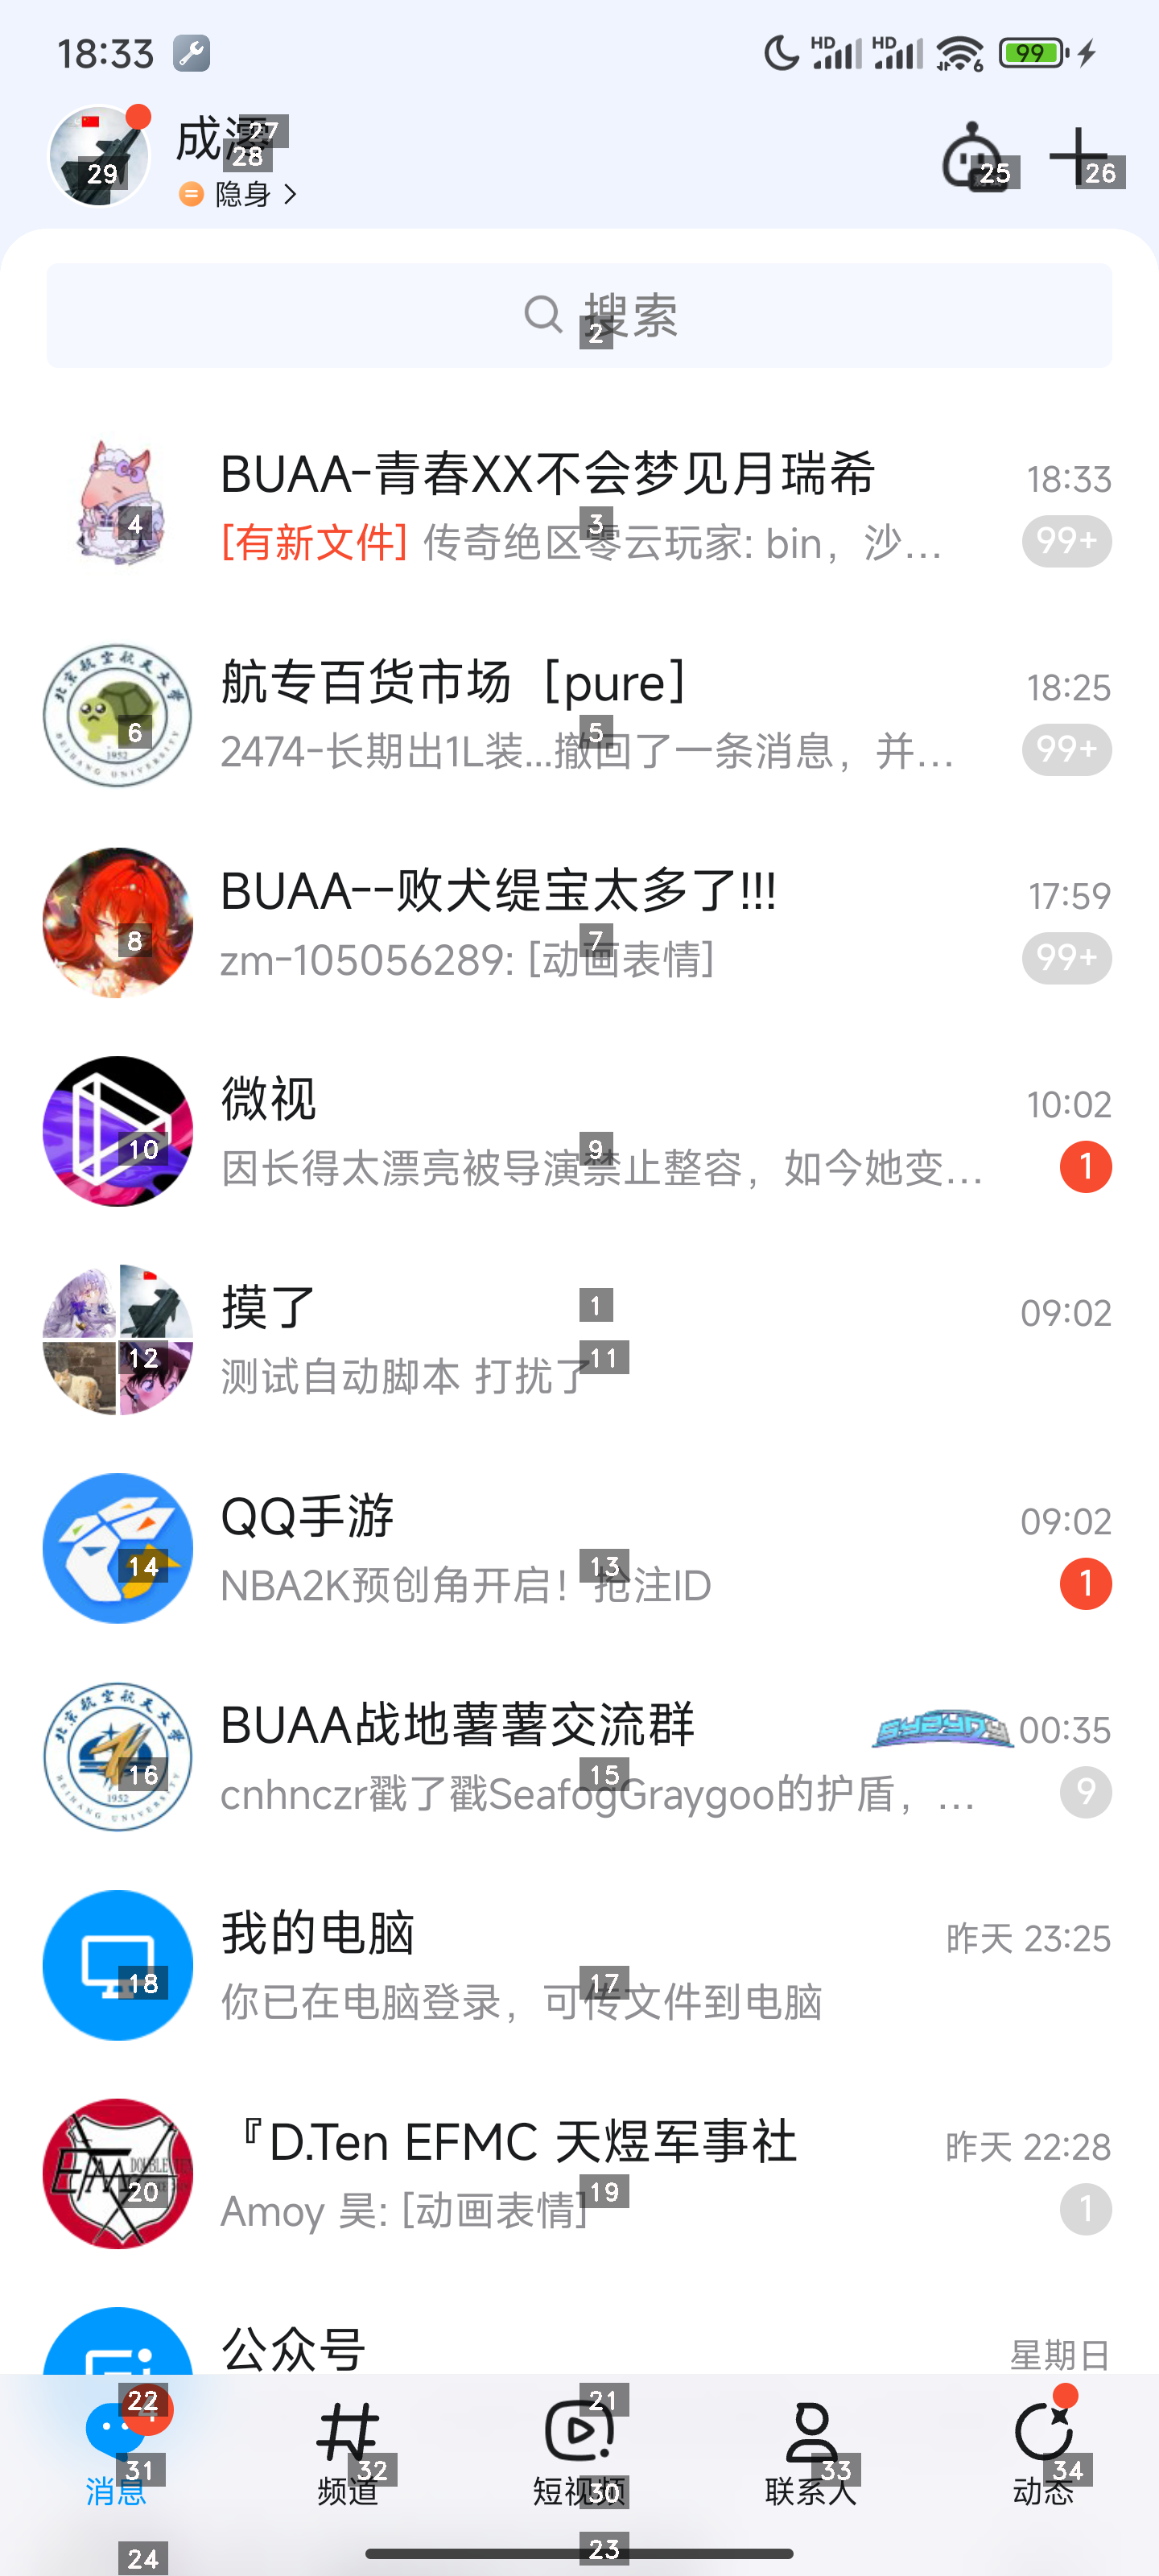 18:33
HD HD 6 99
成澪
27
28
29
隐身
25
26
搜索
2
BUAA-青春XX不会梦见月瑞希
18:33
[有新文件] 传奇绝区零云玩家: bin，沙...
99+
3
4
航专百货市场［pure］
18:25
2474-长期出1L装...撤回了一条消息，并...
99+
5
6
BUAA--败犬缇宝太多了!!!
17:59
zm-105056289: [动画表情]
99+
7
8
微视
10:02
因长得太漂亮被导演禁止整容，如今她变...
1
9
10
摸了
1
09:02
测试自动脚本 打扰了
11
12
QQ手游
09:02
NBA2K预创角开启！抢注ID
1
13
14
BUAA战地薯薯交流群
00:35
cnhnczr戳了戳SeafogGraygoo的护盾，...
9
15
16
我的电脑
昨天 23:25
你已在电脑登录，可传文件到电脑
17
18
『D.Ten EFMC 天煜军事社
昨天 22:28
Amoy 昊: [动画表情]
1
19
20
公众号
星期日
22
4
21
31
32
30
33
34
消息
频道
短视频
联系人
动态
23
24